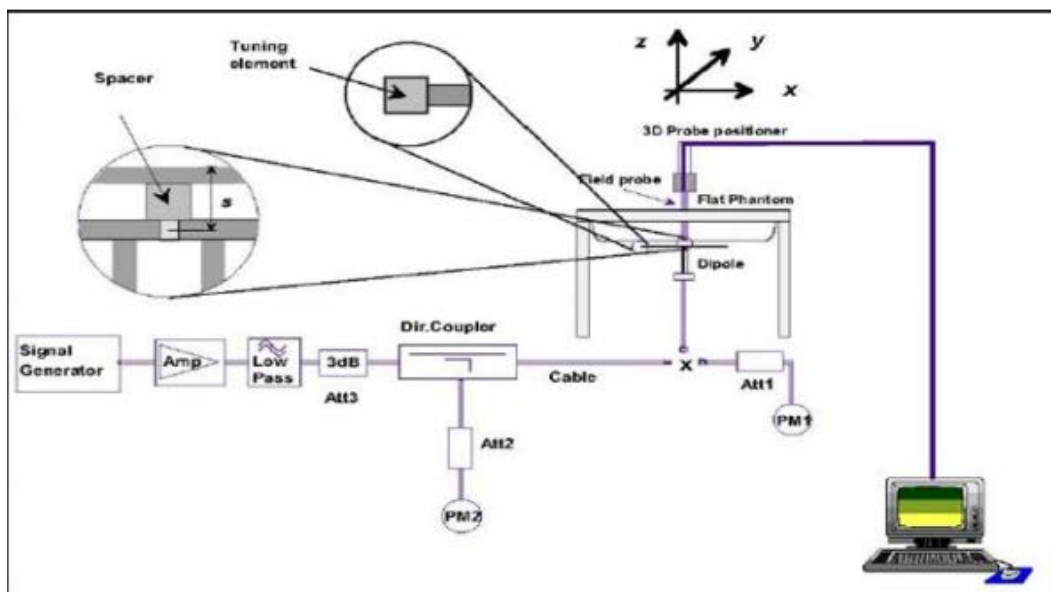 Tuning
element
z
y
x
Spacer
3D Probe positioner
Field probe
Flat Phantom
s
Dipole
Dir.Coupler
Signal
Generator
Amp
Low
Pass
3dB
Att3
Cable
X
Att1
PM1
Att2
PM2